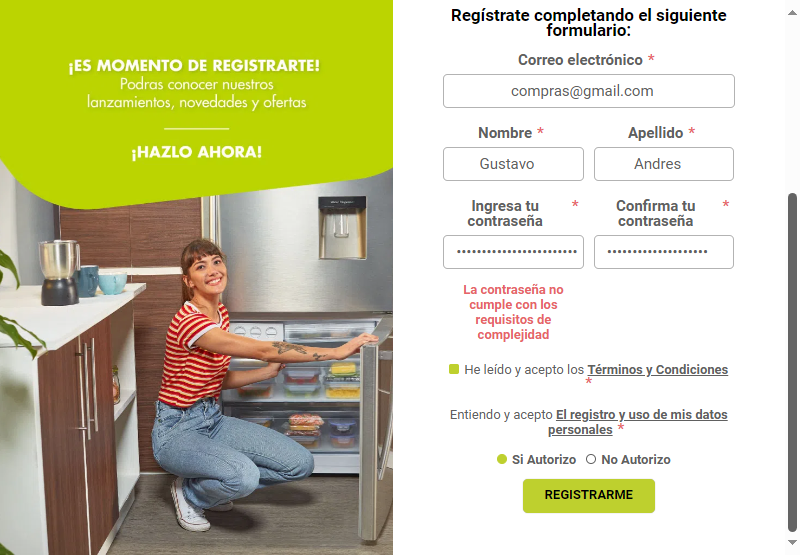 ¡ES MOMENTO DE REGISTRARTE!
Podras conocer nuestros
lanzamientos, novedades y ofertas
¡HAZLO AHORA!
Regístrate completando el siguiente
formulario:
Correo electrónico *
compras@gmail.com
Nombre * Apellido *
Gustavo Andres
Ingresa tu * Confirma tu *
contraseña contraseña
La contraseña no
cumple con los
requisitos de
complejidad
He leído y acepto los Términos y Condiciones
*
Entiendo y acepto El registro y uso de mis datos
personales *
Si Autorizo No Autorizo
REGISTRARME